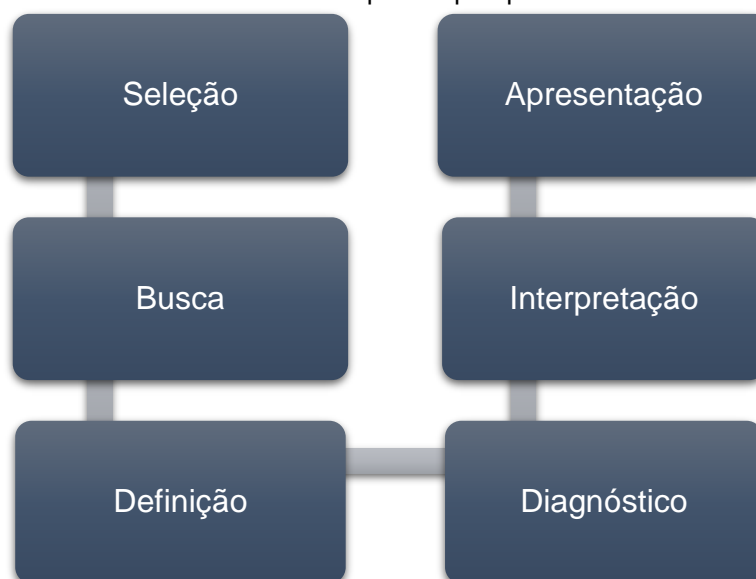 Seleção
Busca
Definição
Diagnóstico
Interpretação
Apresentação